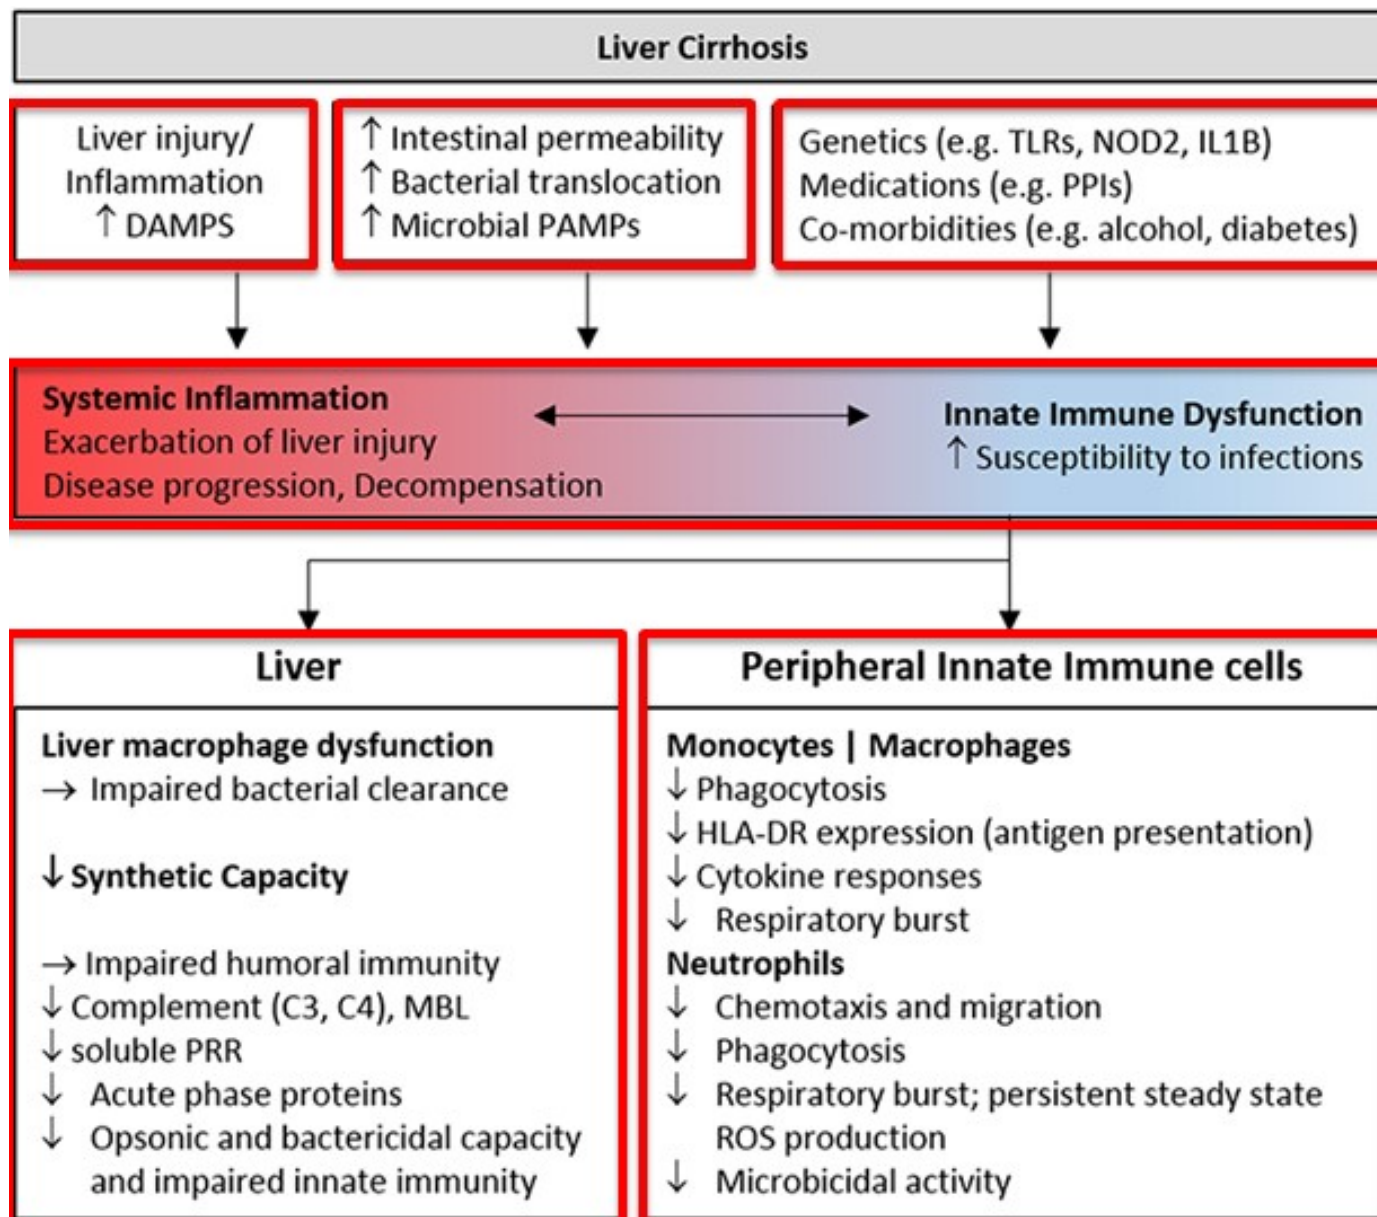 Liver Cirrhosis
Liver injury/
Inflammation
↑ DAMPS
↑ Intestinal permeability
↑ Bacterial translocation
↑ Microbial PAMPs
Genetics (e.g. TLRs, NOD2, IL1B)
Medications (e.g. PPIs)
Co-morbidities (e.g. alcohol, diabetes)
Systemic Inflammation
Exacerbation of liver injury
Disease progression, Decompensation
Innate Immune Dysfunction
↑ Susceptibility to infections
Liver
Liver macrophage dysfunction
→ Impaired bacterial clearance
↓ Synthetic Capacity
→ Impaired humoral immunity
↓ Complement (C3, C4), MBL
↓ soluble PRR
↓ Acute phase proteins
↓ Opsonic and bactericidal capacity
and impaired innate immunity
Peripheral Innate Immune cells
Monocytes | Macrophages
↓ Phagocytosis
↓ HLA-DR expression (antigen presentation)
↓ Cytokine responses
↓ Respiratory burst
Neutrophils
↓ Chemotaxis and migration
↓ Phagocytosis
↓ Respiratory burst; persistent steady state
ROS production
↓ Microbicidal activity